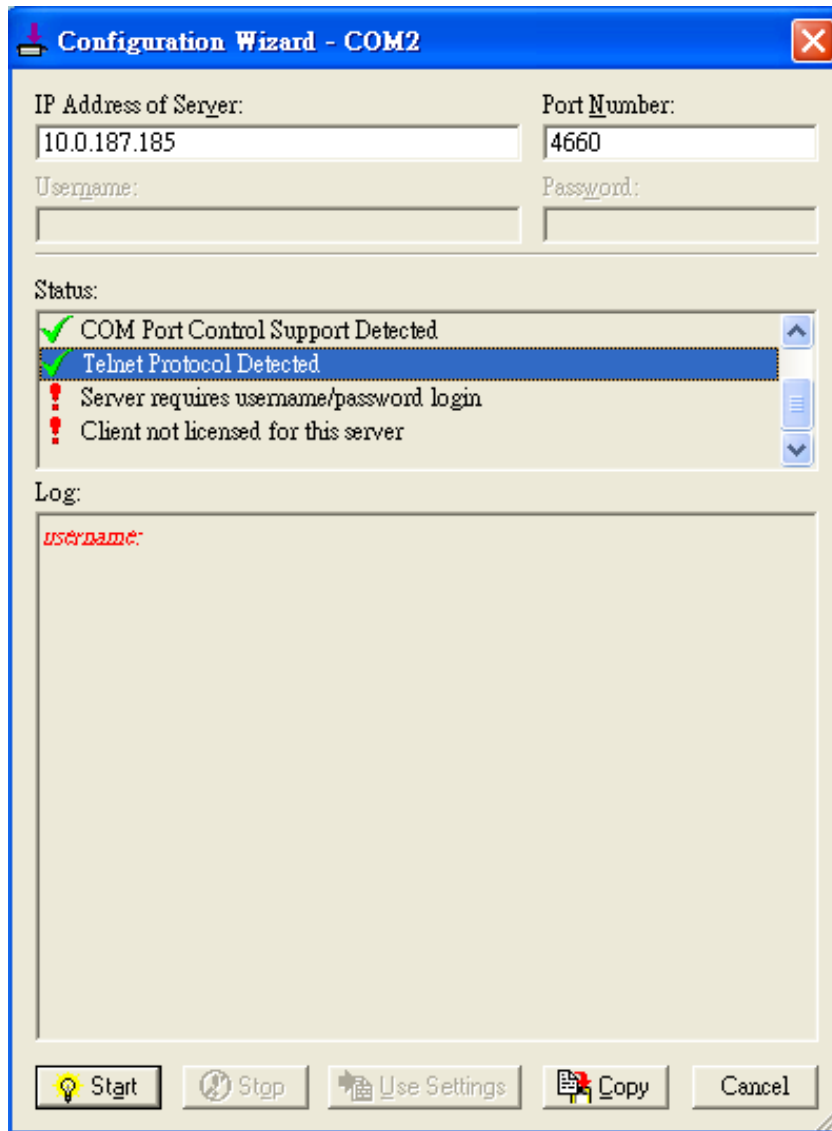 Configuration Wizard - COM2
IP Address of Server: Port Number:
10.0.187.185 4660
Username: Password:
Status:
COM Port Control Support Detected
Telnet Protocol Detected
Server requires username/password login
Client not licensed for this server
Log:
username:
Start Stop Use Settings Copy Cancel